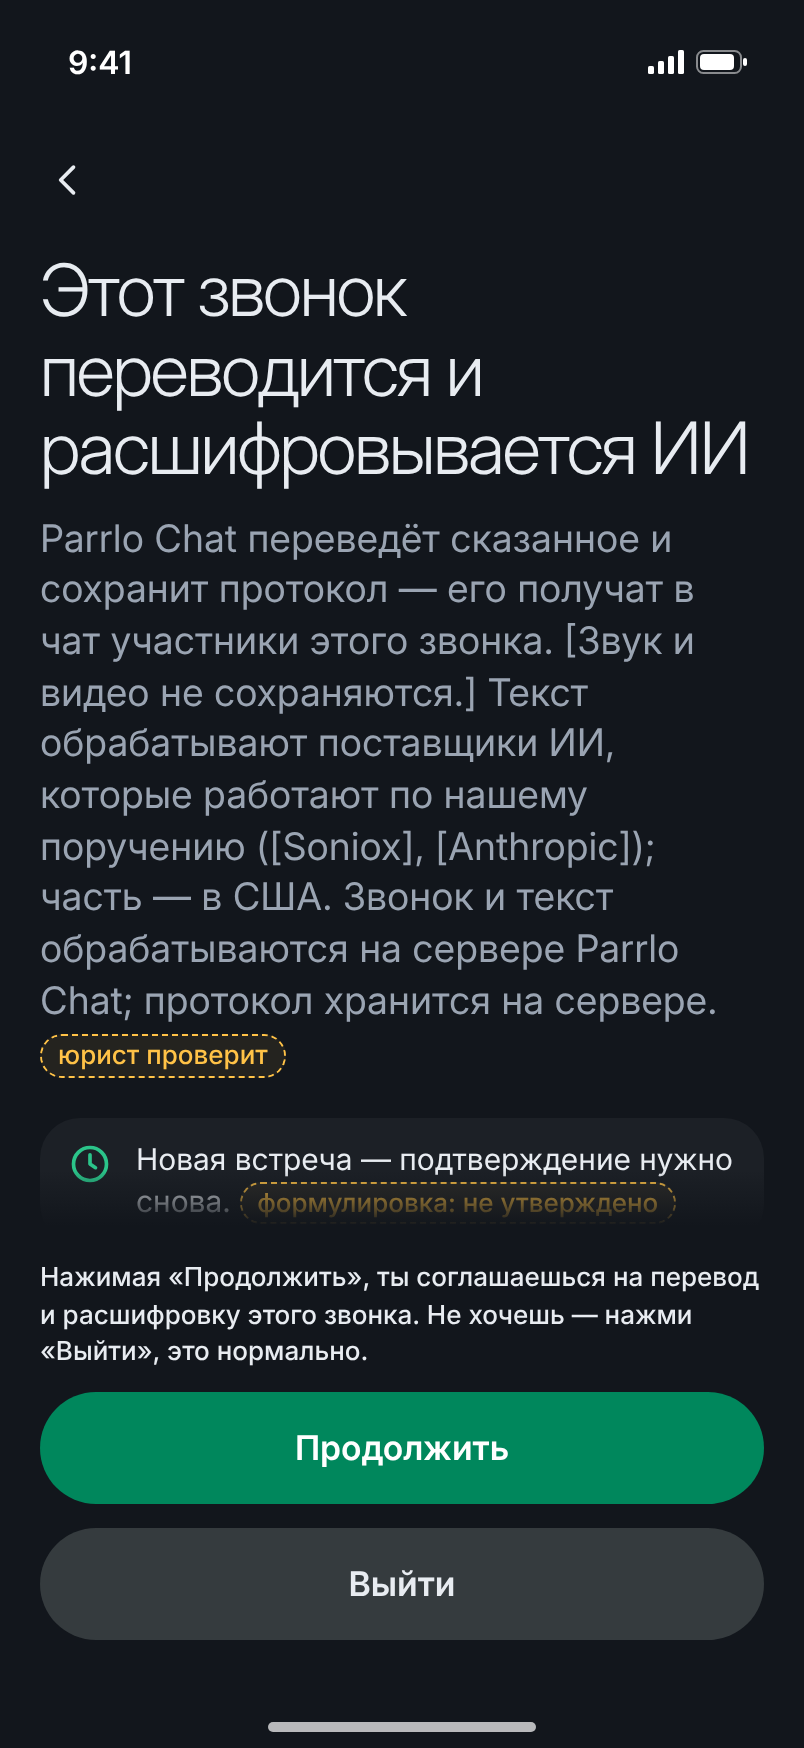 9:41
Этот звонок
переводится и
расшифровывается ИИ
Parrlo Chat переведёт сказанное и
сохранит протокол — его получат в
чат участники этого звонка. [Звук и
видео не сохраняются.] Текст
обрабатывают поставщики ИИ,
которые работают по нашему
поручению ([Soniox], [Anthropic]);
часть — в США. Звонок и текст
обрабатываются на сервере Parrlo
Chat; протокол хранится на сервере.
юрист проверит
Новая встреча — подтверждение нужно
снова. формулировка: не утверждено
Нажимая «Продолжить», ты соглашаешься на перевод
и расшифровку этого звонка. Не хочешь — нажми
«Выйти», это нормально.
Продолжить
Выйти